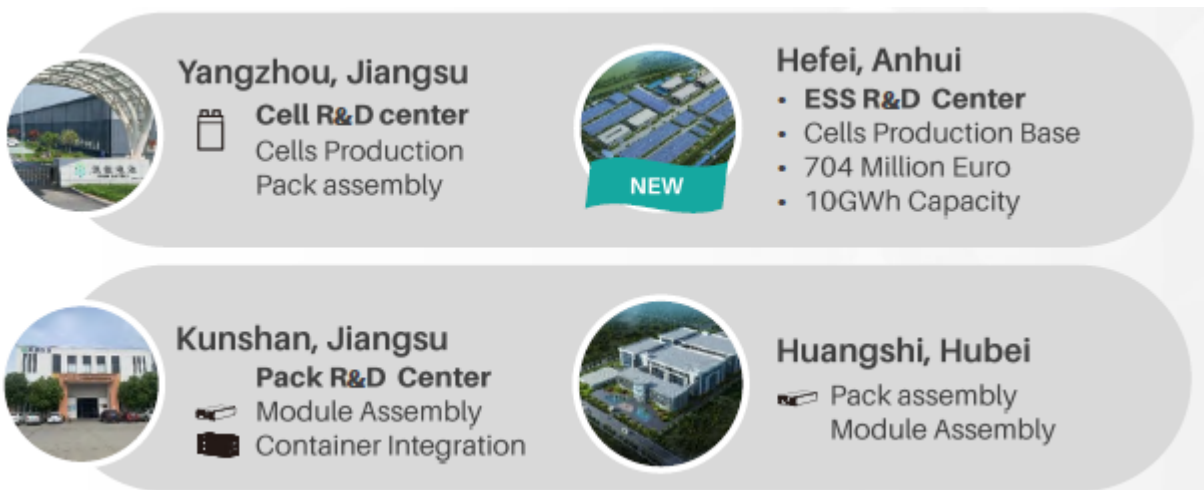 Yangzhou, Jiangsu
Cell R&D center
Cells Production
Pack assembly
NEW
Hefei, Anhui
• ESS R&D Center
• Cells Production Base
• 704 Million Euro
• 10GWh Capacity
Kunshan, Jiangsu
Pack R&D Center
Module Assembly
Container Integration
Huangshi, Hubei
Pack assembly
Module Assembly